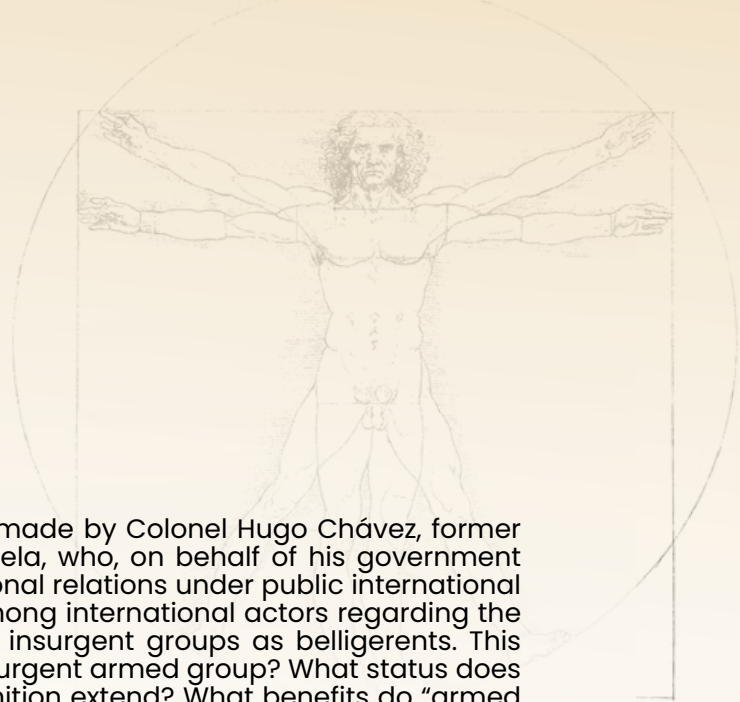 made by Colonel Hugo Chávez, former
ela, who, on behalf of his government
onal relations under public international
nong international actors regarding the
insurgent groups as belligerents. This
urgent armed group? What status does
nition extend? What benefits do “armed